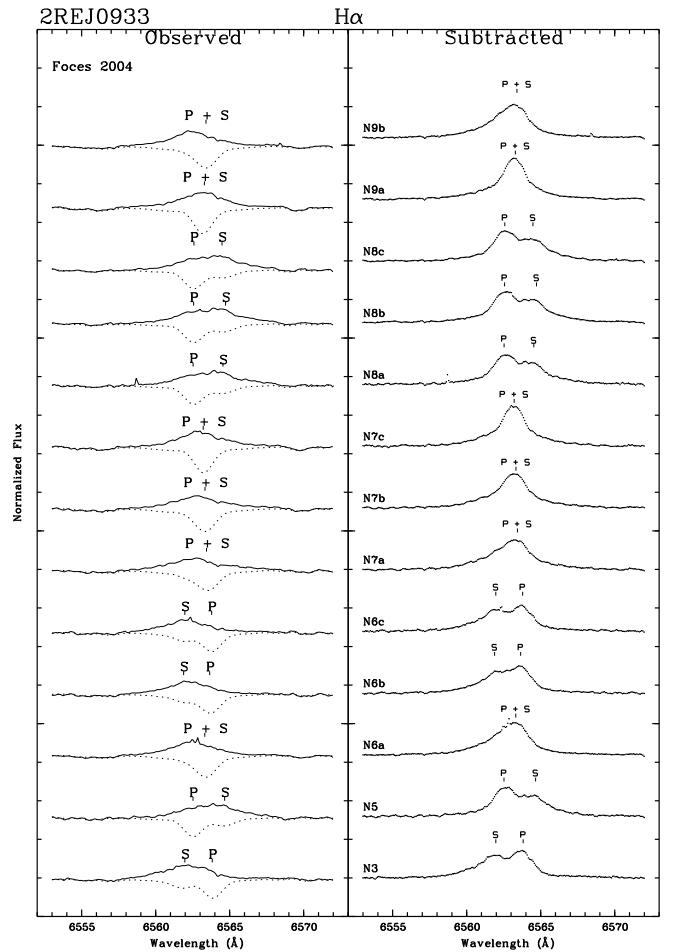 2REJ0933 Hα
Observed Subtracted
Foces 2004
P + S P + S N9b
P + S P + S N9a
P S P S N8c
P S P S N8b
P S P S N8a
P + S P + S N7c
P + S P + S N7b
P + S P + S N7a
S P S P N6c
S P S P N6b
P + S P + S N6a
P S P S N5
S P S P N3
Normalized Flux
6555 6560 6565 6570 6555 6560 6565 6570
Wavelength (Å) Wavelength (Å)